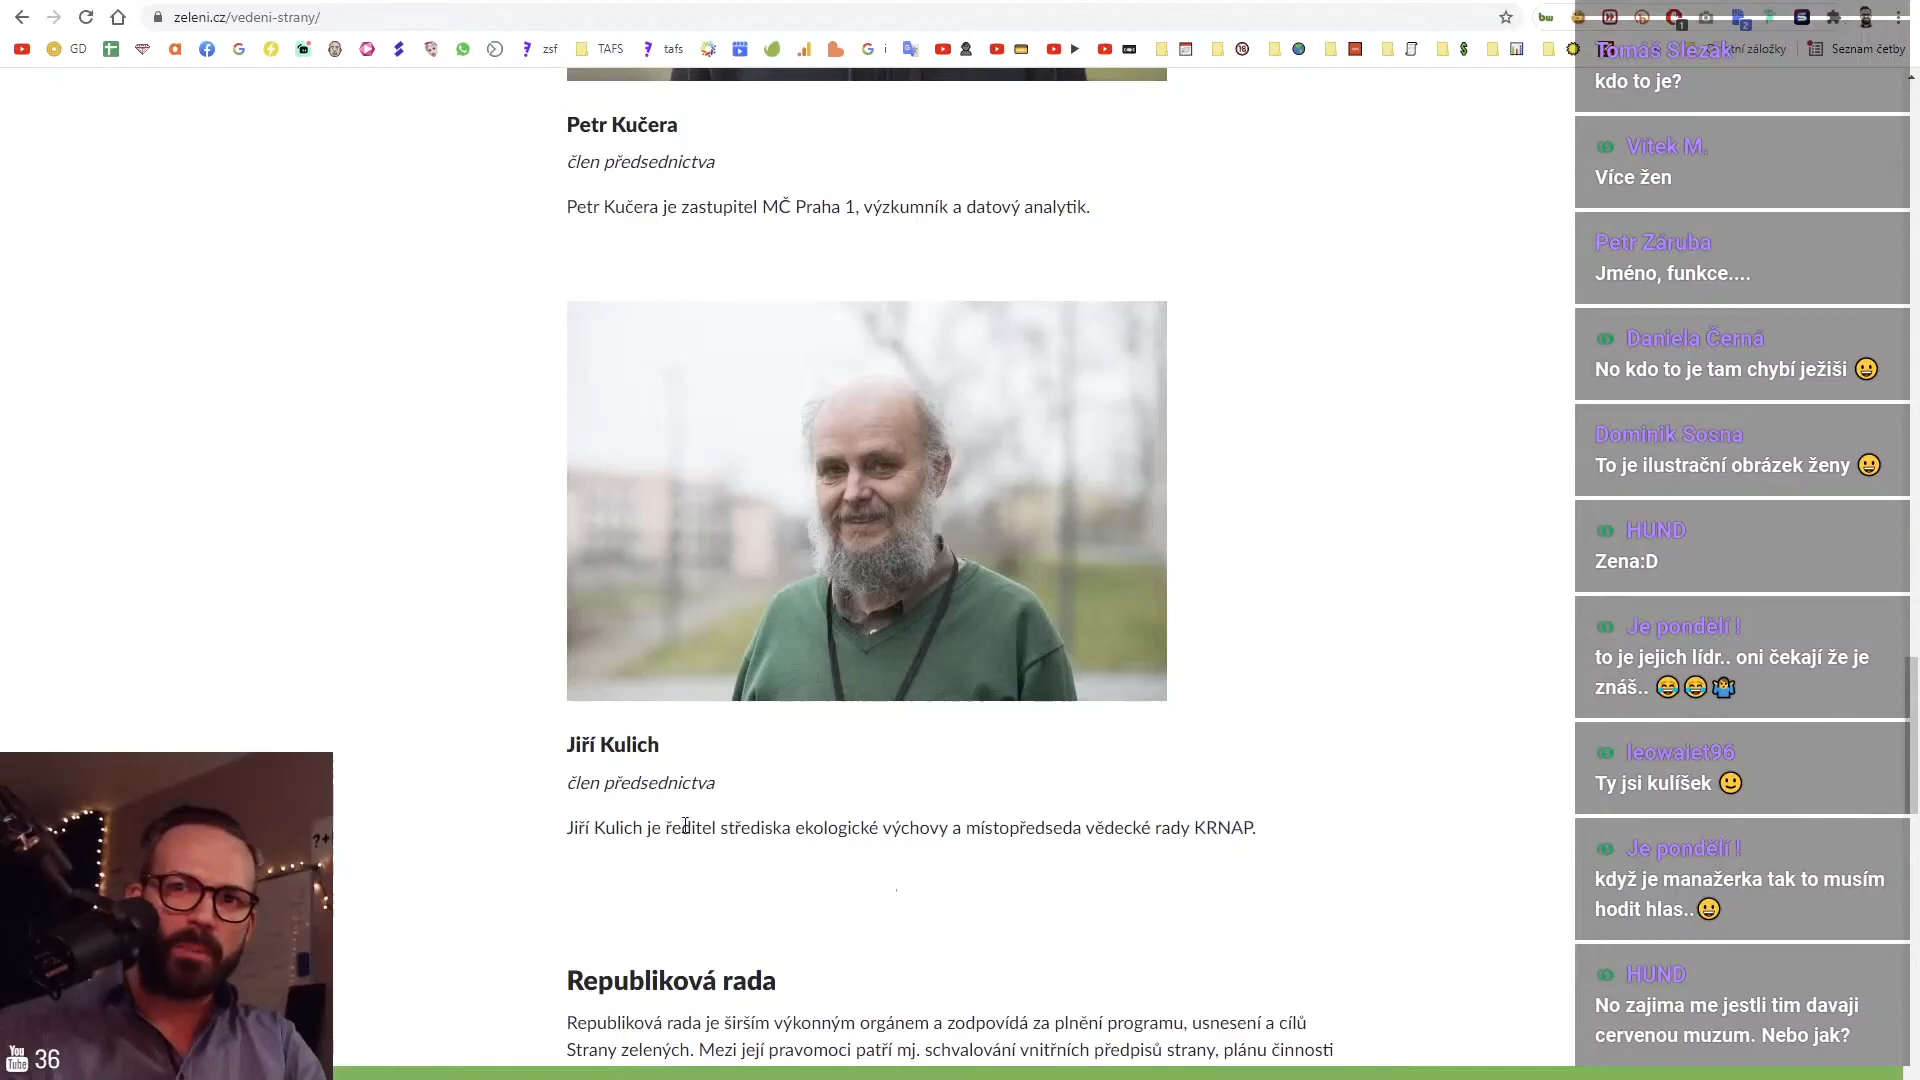 zeleni.cz/vedeni-strany/
GD
zsf
TAFS
tafs
Seznam četby
Petr Kučera
člen předsednictva
Petr Kučera je zastupitel MČ Praha 1, výzkumník a datový analytik.
Jiří Kulich
člen předsednictva
Jiří Kulich je ředitel střediska ekologické výchovy a místopředseda vědecké rady KRNAP.
Republiková rada
Republiková rada je širším výkonným orgánem a zodpovídá za plnění programu, usnesení a cílů
Strany zelených. Mezi její pravomoci patří mj. schvalování vnitřních předpisů strany, plánu činnosti
Tomáš Slezák
kdo to je?
Vítek M.
Více žen
Petr Záruba
Jméno, funkce....
Daniela Černá
No kdo to je tam chybí ježiši 😀
Dominik Sosna
To je ilustrační obrázek ženy 😀
HUND
Zena:D
Je pondělí !
to je jejich lídr.. oni čekají že je
znáš.. 😂😂🤷‍♂️
leowaiet96
Ty jsi kulíšek 🙂
Je pondělí !
když je manažerka tak to musím
hodit hlas..😀
HUND
No zajima me jestli tim davaji
cervenou muzum. Nebo jak?
You
Tube
36